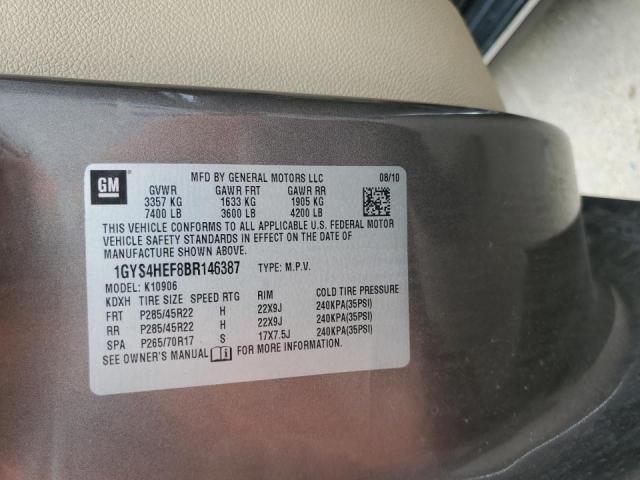 GM
MFD BY GENERAL MOTORS LLC 08/10
GVWR GAWR FRT GAWR RR
3357 KG 1633 KG 1905 KG
7400 LB 3600 LB 4200 LB
THIS VEHICLE CONFORMS TO ALL APPLICABLE U.S. FEDERAL MOTOR
VEHICLE SAFETY STANDARDS IN EFFECT ON THE DATE OF
MANUFACTURE SHOWN ABOVE.
1GYS4HEF8BR146387 TYPE: M.P.V.
MODEL: K10906
KDXH TIRE SIZE SPEED RTG RIM COLD TIRE PRESSURE
FRT P285/45R22 H 22X9J 240KPA(35PSI)
RR P285/45R22 H 22X9J 240KPA(35PSI)
SPA P265/70R17 S 17X7.5J 240KPA(35PSI)
SEE OWNER'S MANUAL FOR MORE INFORMATION.